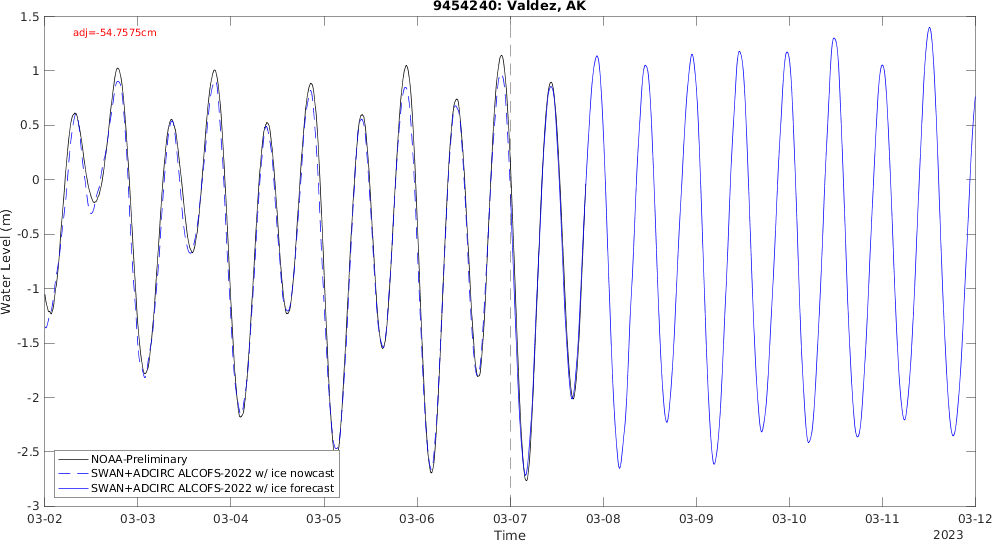 9454240: Valdez, AK
adj=-54.7575cm
1.5
1
0.5
0
-0.5
-1
-1.5
-2
-2.5
-3
Water Level (m)
NOAA-Preliminary
SWAN+ADCIRC ALCOFS-2022 w/ ice nowcast
SWAN+ADCIRC ALCOFS-2022 w/ ice forecast
03-02 03-03 03-04 03-05 03-06 03-07 03-08 03-09 03-10 03-11 03-12
Time
2023